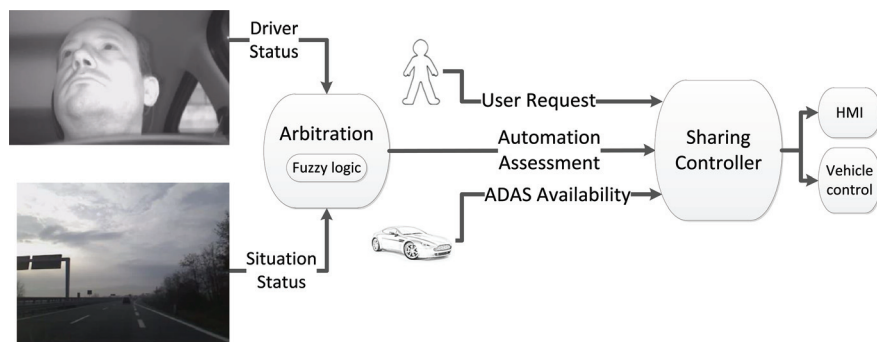 Driver
Status
Arbitration
Fuzzy logic
Situation
Status
User Request
Automation
Assessment
ADAS Availability
Sharing
Controller
HMI
Vehicle
control